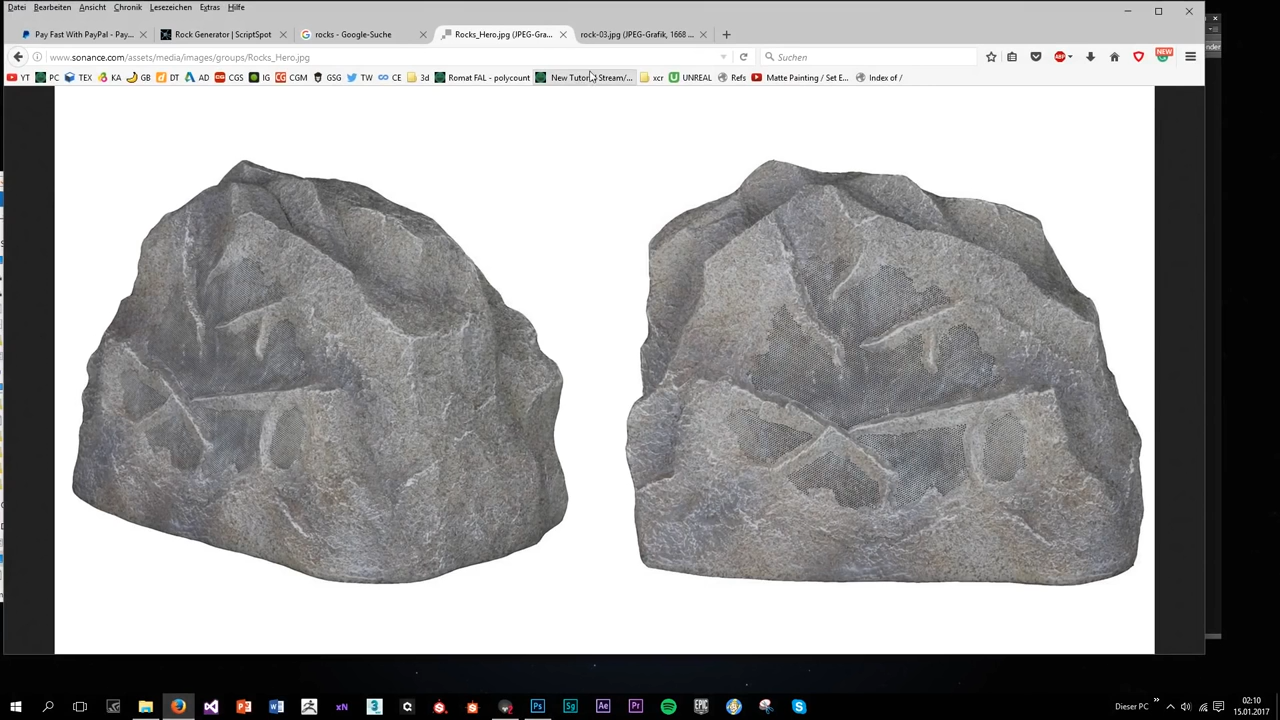 Datei Bearbeiten Ansicht Chronik Lesezeichen Extras Hilfe
Pay Fast With PayPal - Pay... Rock Generator | ScriptSpot rocks - Google-Suche Rocks_Hero.jpg (JPEG-Gra... rock-03.jpg (JPEG-Grafik, 1668 ...
www.sonance.com/assets/media/images/groups/Rocks_Hero.jpg Suchen ABP NEW
YT PC TEX KA GB DT AD CGS IG CGM GSG TW CE 3d Romat FAL - polycount New Tutor Stream/... xcr UNREAL Refs Matte Painting / Set E... Index of /
Dieser PC 02:10
15.01.2017